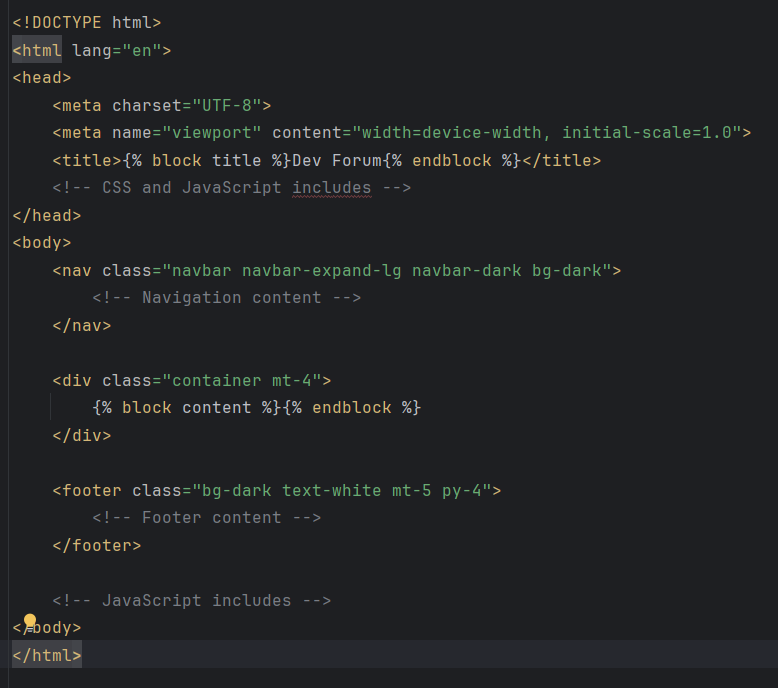 <!DOCTYPE html>
<html lang="en">
<head>
    <meta charset="UTF-8">
    <meta name="viewport" content="width=device-width, initial-scale=1.0">
    <title>{% block title %}Dev Forum{% endblock %}</title>
    <!-- CSS and JavaScript includes -->
</head>
<body>
    <nav class="navbar navbar-expand-lg navbar-dark bg-dark">
        <!-- Navigation content -->
    </nav>

    <div class="container mt-4">
        {% block content %}{% endblock %}
    </div>

    <footer class="bg-dark text-white mt-5 py-4">
        <!-- Footer content -->
    </footer>

    <!-- JavaScript includes -->
</body>
</html>